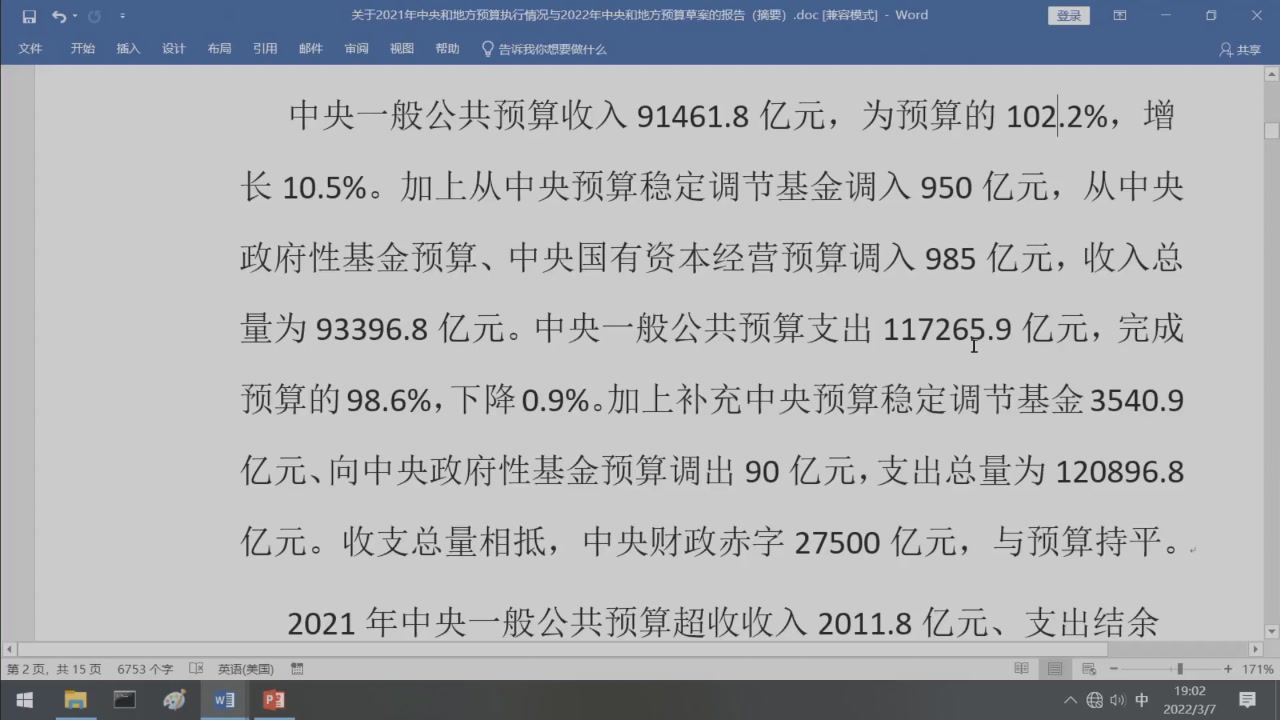 关于2021年中央和地方预算执行情况与2022年中央和地方预算草案的报告（摘要）.doc [兼容模式] - Word
登录
文件 开始 插入 设计 布局 引用 邮件 审阅 视图 帮助 告诉我你想要做什么 共享
中央一般公共预算收入 91461.8 亿元，为预算的 102.2%，增
长 10.5%。加上从中央预算稳定调节基金调入 950 亿元，从中央
政府性基金预算、中央国有资本经营预算调入 985 亿元，收入总
量为 93396.8 亿元。中央一般公共预算支出 117265.9 亿元，完成
预算的 98.6%，下降 0.9%。加上补充中央预算稳定调节基金 3540.9
亿元、向中央政府性基金预算调出 90 亿元，支出总量为 120896.8
亿元。收支总量相抵，中央财政赤字 27500 亿元，与预算持平。
2021 年中央一般公共预算超收收入 2011.8 亿元、支出结余
第 2 页，共 15 页 6753 个字 英语(美国) 171%
中 19:02
2022/3/7